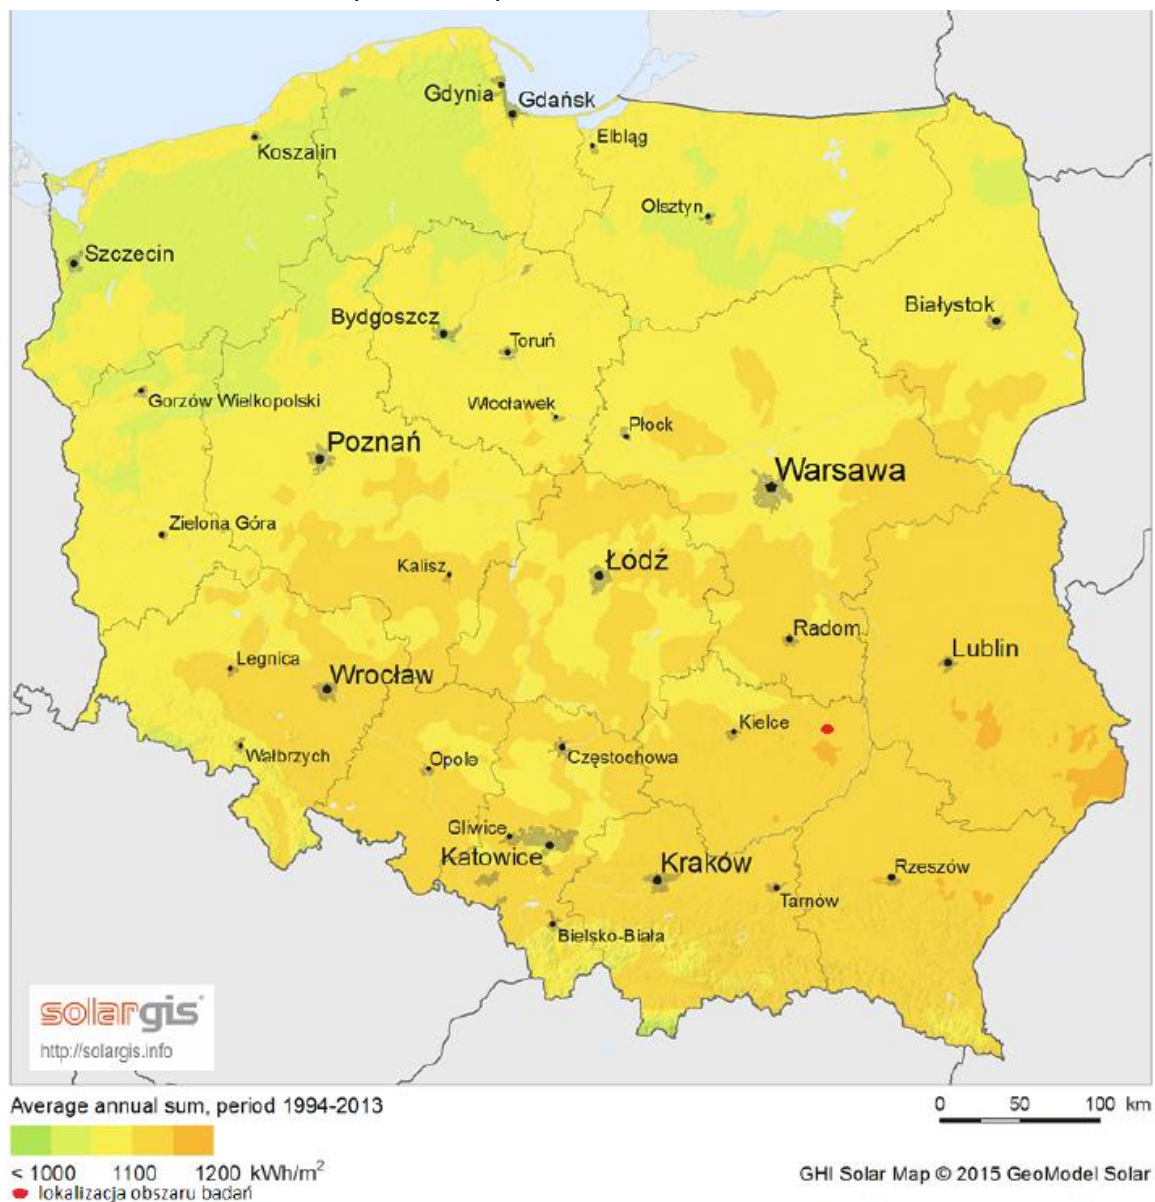 Gdynia
Gdańsk
Koszalin
Elbląg
Olsztyn
Szczecin
Białystok
Bydgoszcz
Toruń
Gorzów Wielkopolski
Włocławek
Płock
Poznań
Warsawa
Zielona Góra
Łódź
Kalisz
Radom
Legnica
Wrocław
Lublin
Kielce
Wałbrzych
Opole
Częstochowa
Gliwice
Katowice
Kraków
Rzeszów
Tarnów
Bielsko-Biała
solargis
http://solargis.info
Average annual sum, period 1994-2013
0 50 100 km
< 1000 1100 1200 kWh/m²
GHI Solar Map © 2015 GeoModel Solar
lokalizacja obszaru badań